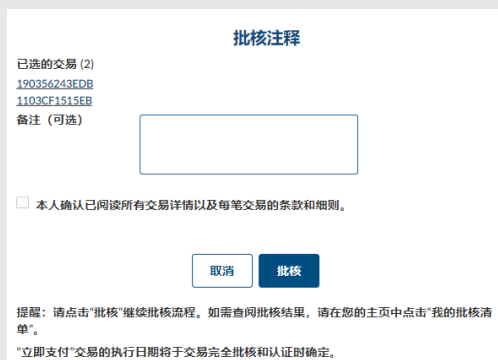 批核注释
已选的交易 (2)
190356243EDB
1103CF1515EB
备注（可选）
本人确认已阅读所有交易详情以及每笔交易的条款和细则。
取消
批核
提醒：请点击“批核”继续批核流程。如需查阅批核结果，请在您的主页中点击“我的批核清
单”。
“立即支付”交易的执行日期将于交易完全批核和认证时确定。